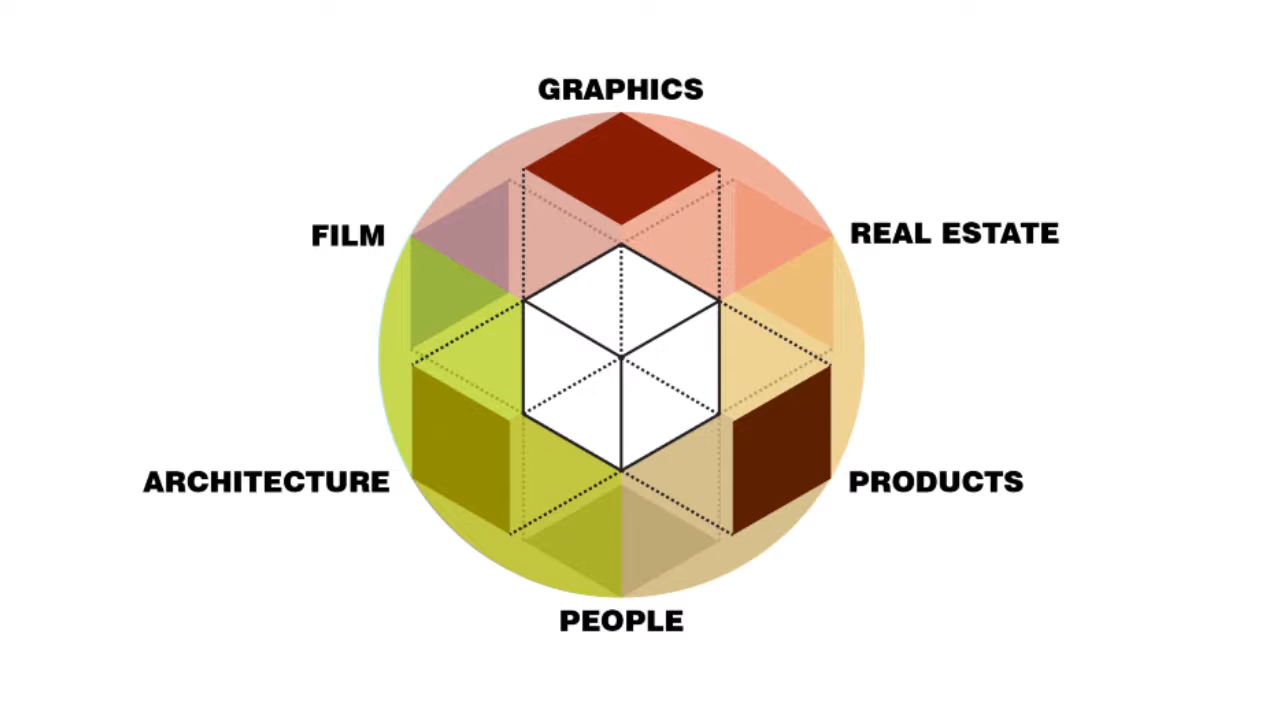 GRAPHICS
FILM
REAL ESTATE
ARCHITECTURE
PRODUCTS
PEOPLE